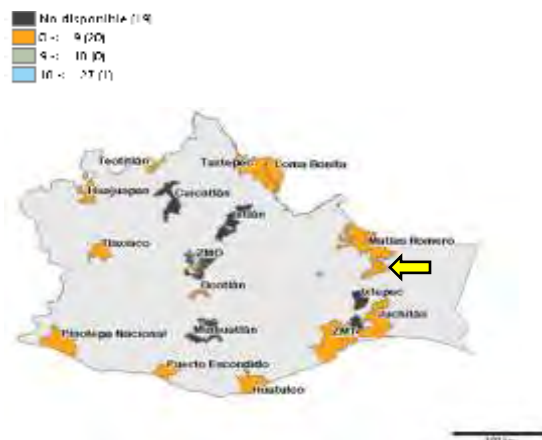 No disponible (19)
0 -< 9 (20)
9 -< 10 (0)
10 -< 27 (1)
Teotitlán
Tuxtepec
Loma Bonita
Huajuapan
Cuicatlán
Ixtlán
Matías Romero
Tlaxiaco
ZMO
Ocotlán
Ixtepec
Juchitán
Pinotepa Nacional
Miahuatlán
ZMT
Puerto Escondido
Huatulco